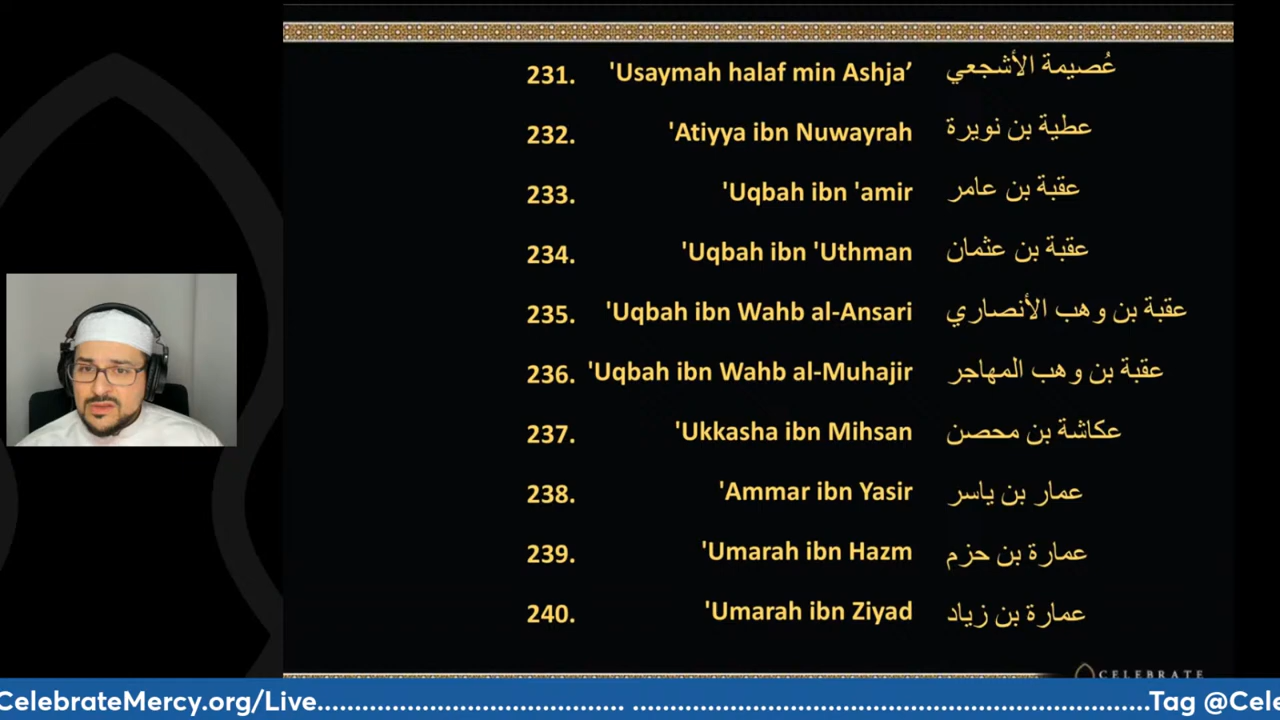 231. 'Usaymah halaf min Ashja’ عُصيمة الأشجعي
232. 'Atiyya ibn Nuwayrah عطية بن نويرة
233. 'Uqbah ibn 'amir عقبة بن عامر
234. 'Uqbah ibn 'Uthman عقبة بن عثمان
235. 'Uqbah ibn Wahb al-Ansari عقبة بن وهب الأنصاري
236. 'Uqbah ibn Wahb al-Muhajir عقبة بن وهب المهاجر
237. 'Ukkasha ibn Mihsan عكاشة بن محصن
238. 'Ammar ibn Yasir عمار بن ياسر
239. 'Umarah ibn Hazm عمارة بن حزم
240. 'Umarah ibn Ziyad عمارة بن زياد
CELEBRATE
CelebrateMercy.org/Live.................................................... ........................................................................................Tag @Cele